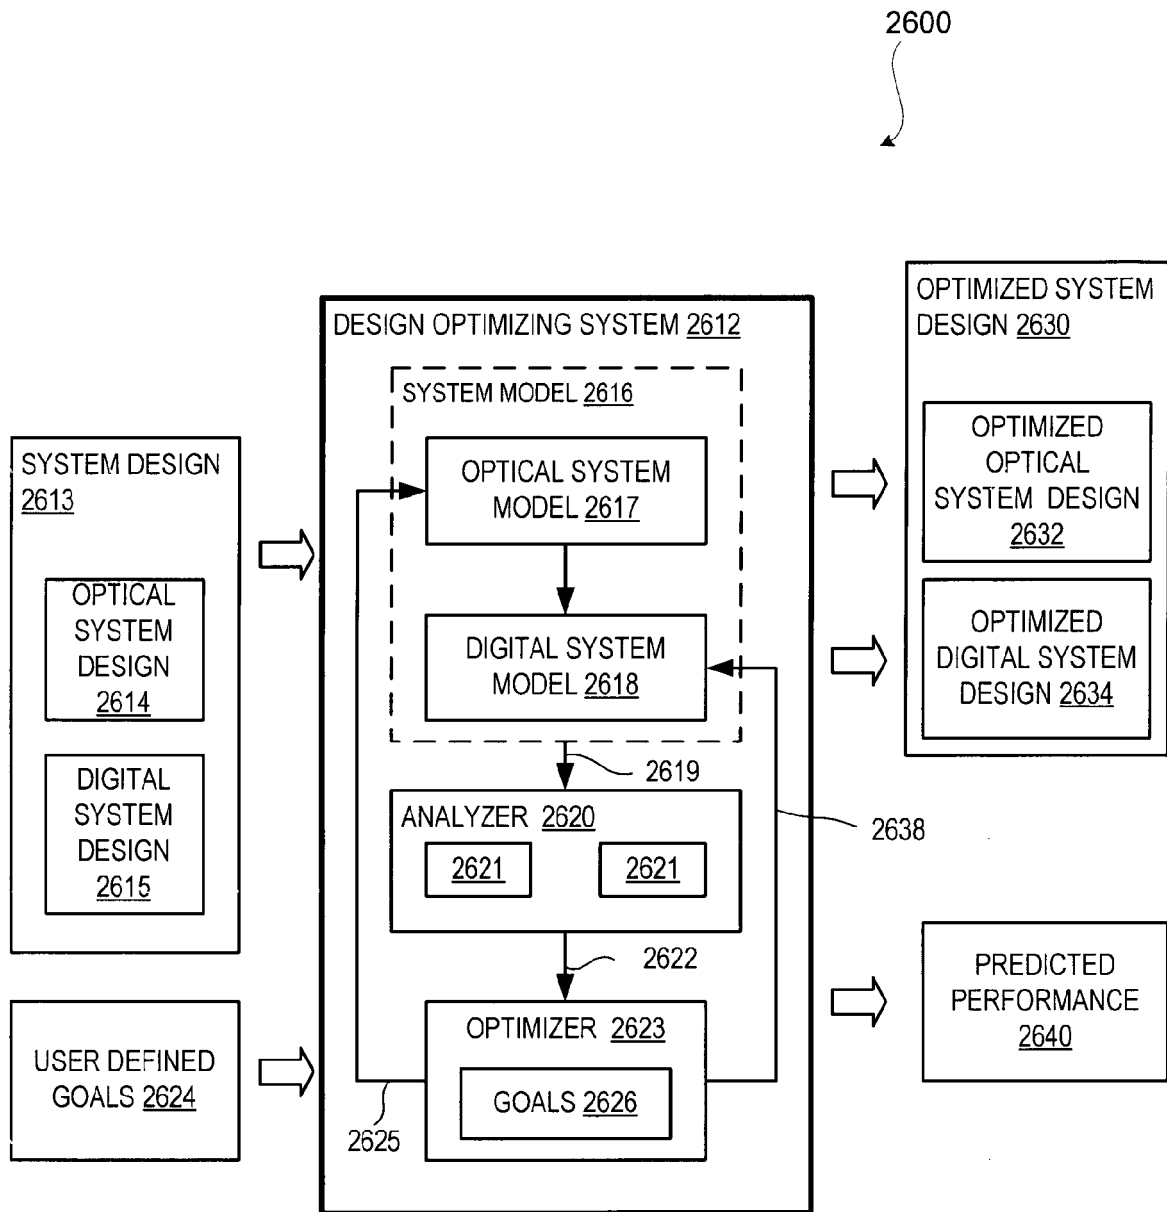 2600
SYSTEM DESIGN
2613
OPTICAL
SYSTEM
DESIGN
2614
DIGITAL
SYSTEM
DESIGN
2615
USER DEFINED
GOALS 2624
DESIGN OPTIMIZING SYSTEM 2612
SYSTEM MODEL 2616
OPTICAL SYSTEM
MODEL 2617
DIGITAL SYSTEM
MODEL 2618
2619
ANALYZER 2620
2621
2621
2638
2622
OPTIMIZER 2623
GOALS 2626
2625
OPTIMIZED SYSTEM
DESIGN 2630
OPTIMIZED
OPTICAL
SYSTEM DESIGN
2632
OPTIMIZED
DIGITAL SYSTEM
DESIGN 2634
PREDICTED
PERFORMANCE
2640